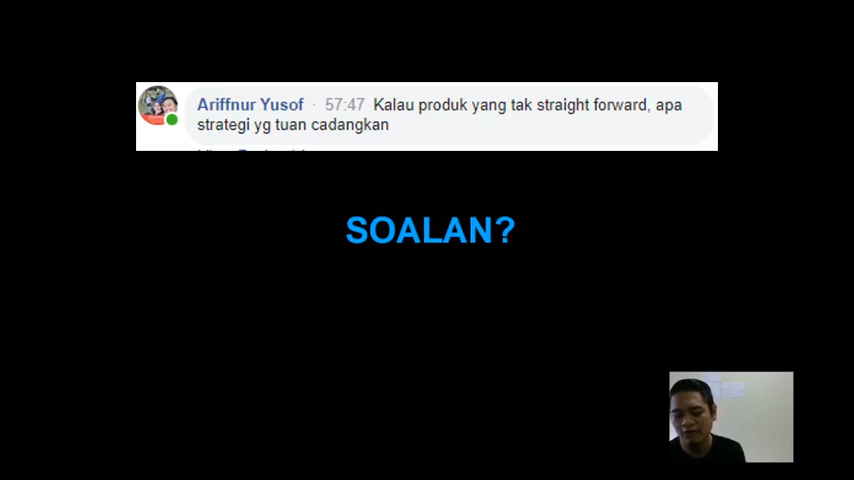 Ariffnur Yusof · 57:47 Kalau produk yang tak straight forward, apa
strategi yg tuan cadangkan
SOALAN?